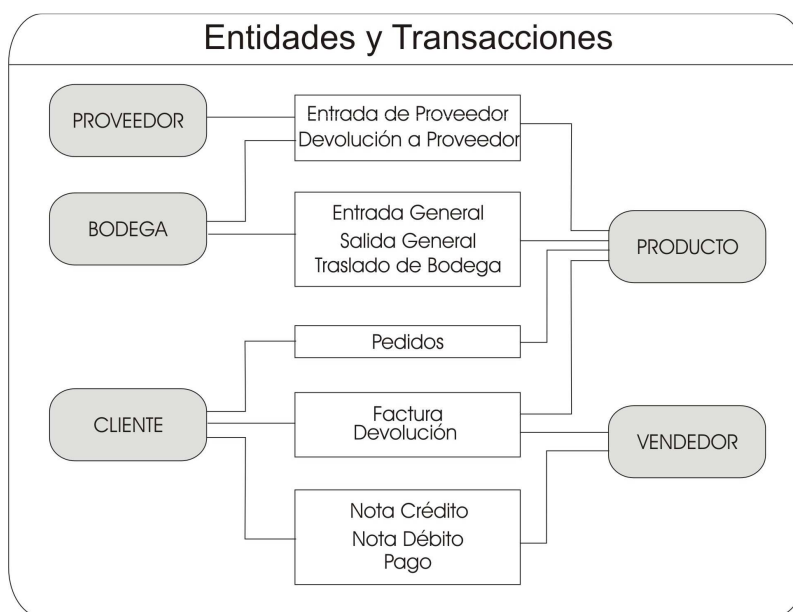 Entidades y Transacciones
PROVEEDOR
Entrada de Proveedor
Devolución a Proveedor
BODEGA
Entrada General
Salida General
Traslado de Bodega
PRODUCTO
Pedidos
CLIENTE
Factura
Devolución
VENDEDOR
Nota Crédito
Nota Débito
Pago